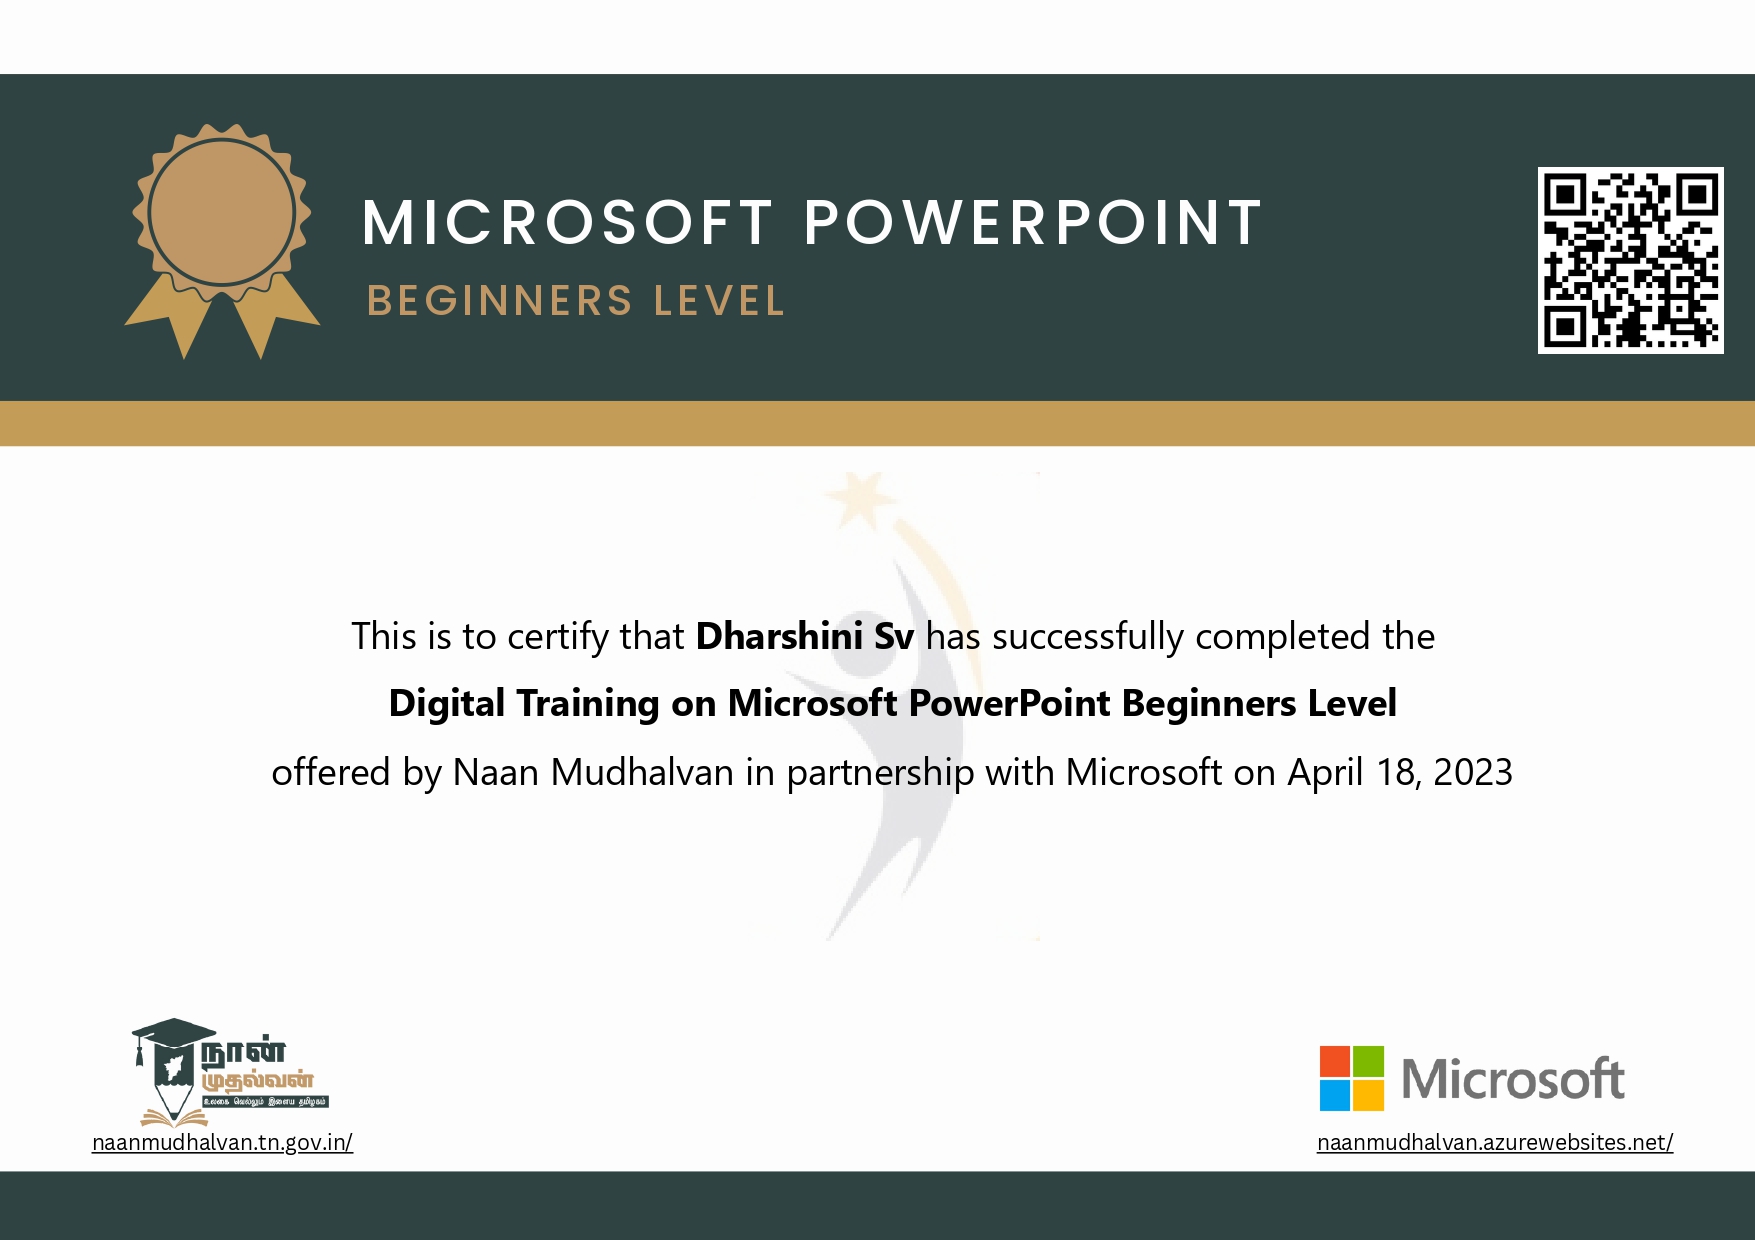 MICROSOFT POWERPOINT
BEGINNERS LEVEL
This is to certify that Dharshini Sv has successfully completed the
Digital Training on Microsoft PowerPoint Beginners Level
offered by Naan Mudhalvan in partnership with Microsoft on April 18, 2023
நான்
முதல்வன்
உலகை வெல்லும் இளைய தமிழகம்
naanmudhalvan.tn.gov.in/
Microsoft
naanmudhalvan.azurewebsites.net/